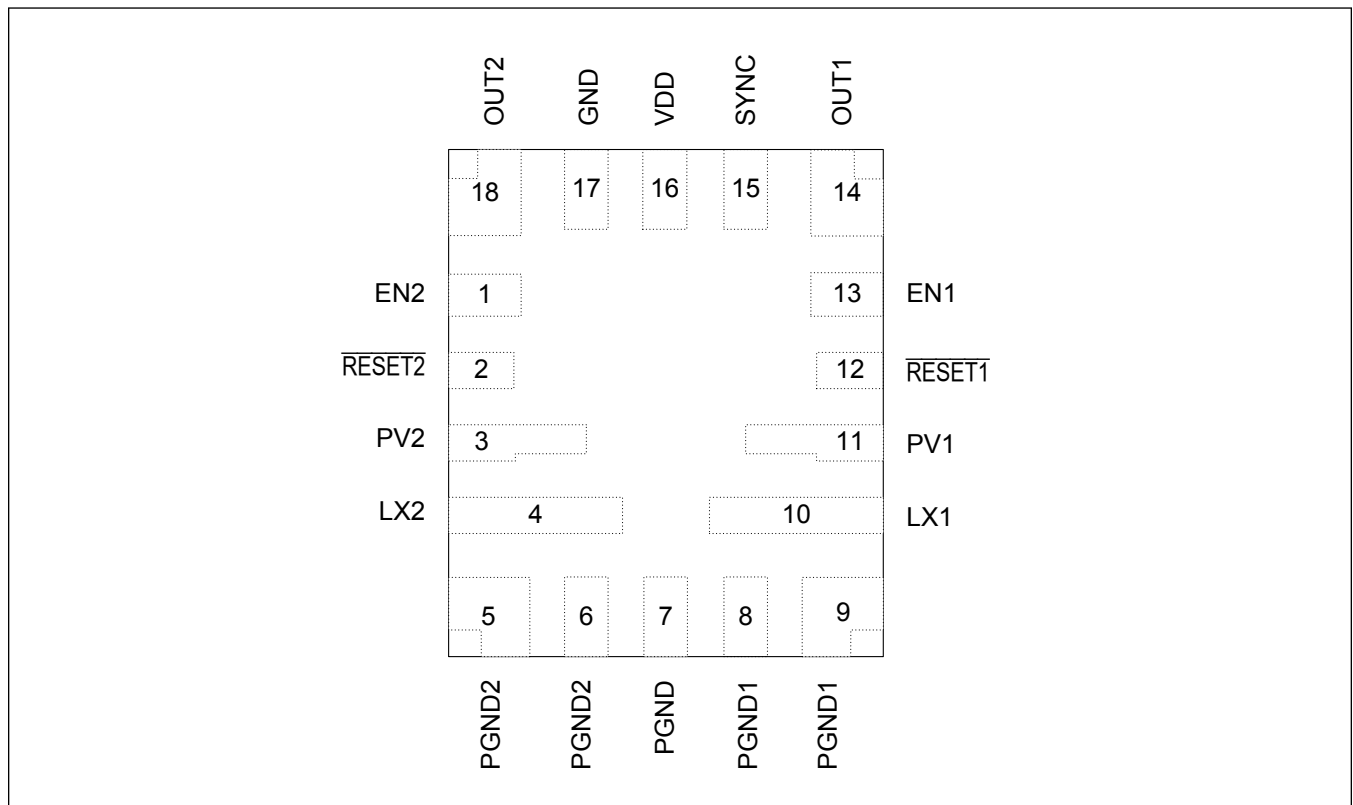 OUT2 GND VDD SYNC OUT1
18 17 16 15 14
EN2 1 13 EN1
RESET2 2 12 RESET1
PV2 3 11 PV1
LX2 4 10 LX1
5 6 7 8 9
PGND2 PGND2 PGND PGND1 PGND1